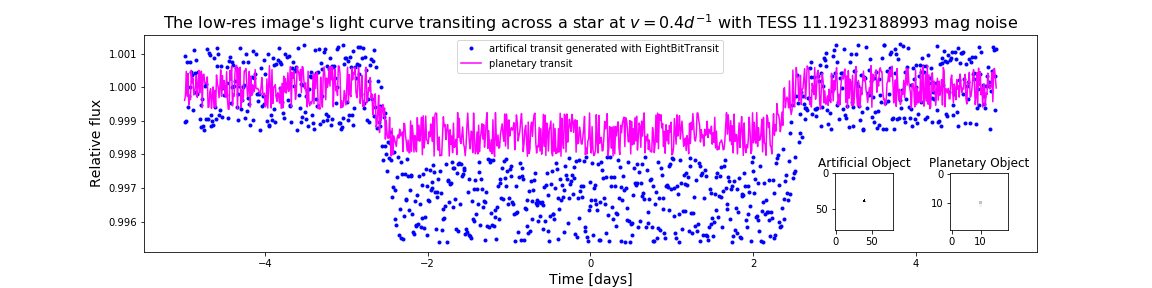 The low-res image's light curve transiting across a star at v = 0.4d⁻¹ with TESS 11.1923188993 mag noise
artifical transit generated with EightBitTransit
planetary transit
Relative flux
1.001
1.000
0.999
0.998
0.997
0.996
Artificial Object
Planetary Object
0
50
0 50
0
10
0 10
−4 −2 0 2 4
Time [days]